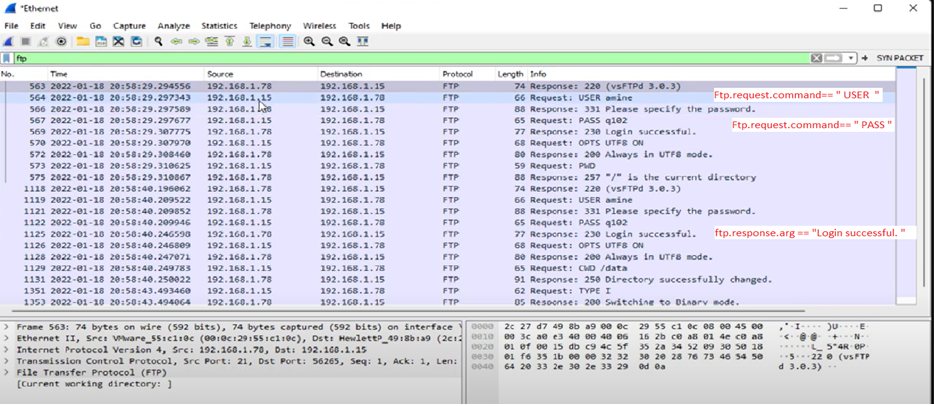 *Ethernet
File Edit View Go Capture Analyze Statistics Telephony Wireless Tools Help
ftp
SYN PACKET
No. Time Source Destination Protocol Length Info
563 2022-01-18 20:58:29.294556 192.168.1.78 192.168.1.15 FTP 74 Response: 220 (vsFTPd 3.0.3)
564 2022-01-18 20:58:29.297343 192.168.1.15 192.168.1.78 FTP 66 Request: USER amine
Ftp.request.command== " USER "
566 2022-01-18 20:58:29.297589 192.168.1.78 192.168.1.15 FTP 88 Response: 331 Please specify the password.
567 2022-01-18 20:58:29.297677 192.168.1.15 192.168.1.78 FTP 65 Request: PASS q102
Ftp.request.command== " PASS "
569 2022-01-18 20:58:29.307775 192.168.1.78 192.168.1.15 FTP 77 Response: 230 Login successful.
570 2022-01-18 20:58:29.307970 192.168.1.15 192.168.1.78 FTP 68 Request: OPTS UTF8 ON
572 2022-01-18 20:58:29.308460 192.168.1.78 192.168.1.15 FTP 80 Response: 200 Always in UTF8 mode.
573 2022-01-18 20:58:29.310625 192.168.1.15 192.168.1.78 FTP 59 Request: PWD
575 2022-01-18 20:58:29.310867 192.168.1.78 192.168.1.15 FTP 88 Response: 257 "/" is the current directory
1118 2022-01-18 20:58:40.196062 192.168.1.78 192.168.1.15 FTP 74 Response: 220 (vsFTPd 3.0.3)
1119 2022-01-18 20:58:40.209522 192.168.1.15 192.168.1.78 FTP 66 Request: USER amine
1121 2022-01-18 20:58:40.209852 192.168.1.78 192.168.1.15 FTP 88 Response: 331 Please specify the password.
1122 2022-01-18 20:58:40.209946 192.168.1.15 192.168.1.78 FTP 65 Request: PASS q102
1125 2022-01-18 20:58:40.246598 192.168.1.78 192.168.1.15 FTP 77 Response: 230 Login successful.
ftp.response.arg == "Login successful. "
1126 2022-01-18 20:58:40.246809 192.168.1.15 192.168.1.78 FTP 68 Request: OPTS UTF8 ON
1128 2022-01-18 20:58:40.247071 192.168.1.78 192.168.1.15 FTP 80 Response: 200 Always in UTF8 mode.
1129 2022-01-18 20:58:40.249783 192.168.1.15 192.168.1.78 FTP 65 Request: CWD /data
1131 2022-01-18 20:58:40.250022 192.168.1.78 192.168.1.15 FTP 91 Response: 250 Directory successfully changed.
1351 2022-01-18 20:58:43.493460 192.168.1.15 192.168.1.78 FTP 62 Request: TYPE I
1353 2022-01-18 20:58:43.494064 192.168.1.78 192.168.1.15 FTP 85 Response: 200 Switching to Binary mode.
Frame 563: 74 bytes on wire (592 bits), 74 bytes captured (592 bits) on interface
Ethernet II, Src: VMware_55:c1:0c (00:0c:29:55:c1:0c), Dst: HewlettP_49:8b:a9 (2c:2
Internet Protocol Version 4, Src: 192.168.1.78, Dst: 192.168.1.15
Transmission Control Protocol, Src Port: 21, Dst Port: 56265, Seq: 1, Ack: 1, Len:
File Transfer Protocol (FTP)
[Current working directory: ]
0000 2c 27 d7 49 8b a9 00 0c 29 55 c1 0c 08 00 45 00
0010 00 3c a0 e3 40 00 40 06 16 2b c0 a8 01 4e c0 a8
0020 01 0f 00 15 db c9 4c 5f 35 2a 34 52 09 30 50 18
0030 01 f6 35 1b 00 00 32 32 30 20 28 76 73 46 54 50 ··5···22 0 (vsFTP
0040 64 20 33 2e 30 2e 33 29 0d 0a d 3.0.3)··